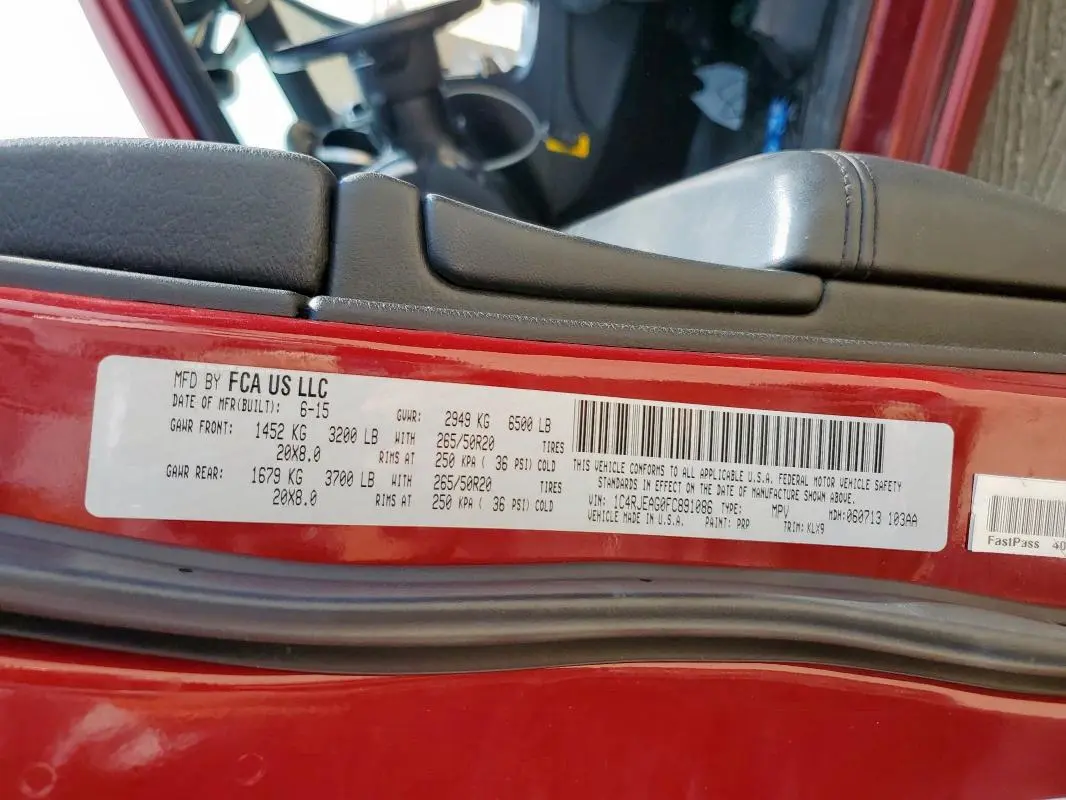 MFD BY FCA US LLC
DATE OF MFR(BUILT): 6-15 GVWR: 2949 KG 6500 LB
GAWR FRONT: 1452 KG 3200 LB WITH 265/50R20 TIRES
20X8.0 RIMS AT 250 KPA ( 36 PSI) COLD
GAWR REAR: 1679 KG 3700 LB WITH 265/50R20 TIRES
20X8.0 RIMS AT 250 KPA ( 36 PSI) COLD
THIS VEHICLE CONFORMS TO ALL APPLICABLE U.S.A. FEDERAL MOTOR VEHICLE SAFETY
STANDARDS IN EFFECT ON THE DATE OF MANUFACTURE SHOWN ABOVE.
VIN: 1C4RJEAG0FC891086 TYPE: MPV MDH:060713 103AA
VEHICLE MADE IN U.S.A. PAINT: PRP TRIM: KLX9
FastPass 40